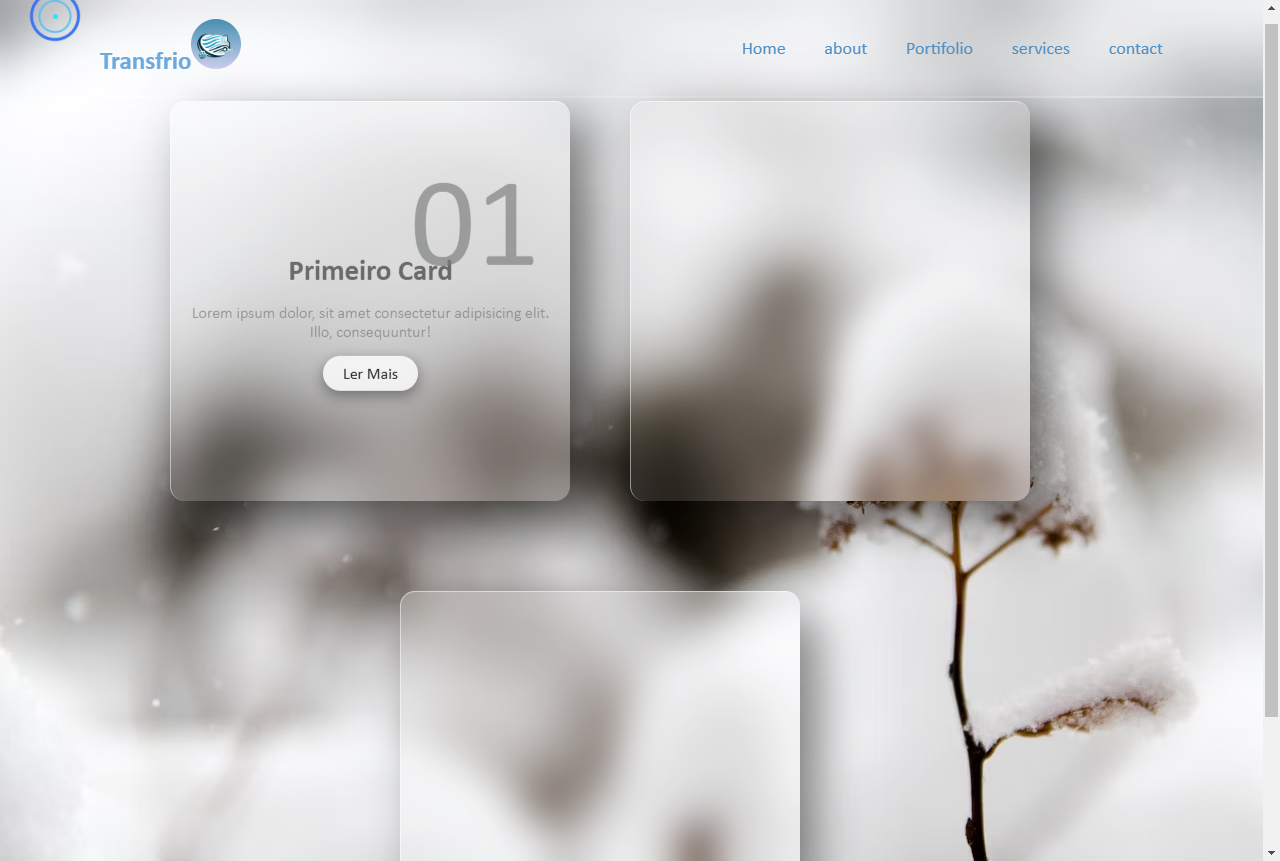 Transfrio
Home about Portifolio services contact
01
Primeiro Card
Lorem ipsum dolor, sit amet consectetur adipisicing elit.
Illo, consequuntur!
Ler Mais